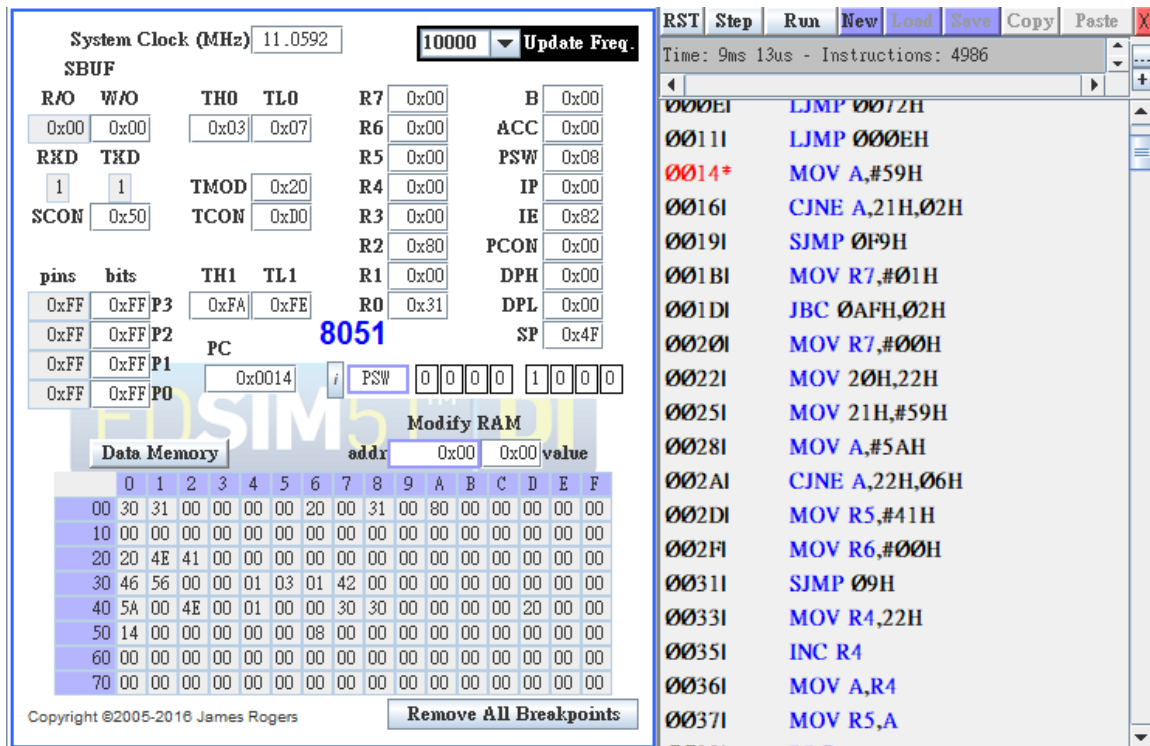 System Clock (MHz) 11.0592 10000 Update Freq.
SBUF
R/O W/O TH0 TL0 R7 0x00 B 0x00
0x00 0x00 0x03 0x07 R6 0x00 ACC 0x00
RXD TXD R5 0x00 PSW 0x08
1 1 TMOD 0x20 R4 0x00 IP 0x00
SCON 0x50 TCON 0xD0 R3 0x00 IE 0x82
R2 0x80 PCON 0x00
pins bits TH1 TL1 R1 0x00 DPH 0x00
0xFF 0xFF P3 0xFA 0xFE R0 0x31 DPL 0x00
0xFF 0xFF P2 8051 SP 0x4F
PC
0xFF 0xFF P1 0x0014 i PSW 0 0 0 0 1 0 0 0
0xFF 0xFF P0
EDSIM51 DI
TM
Modify RAM
Data Memory addr 0x00 0x00 value
0 1 2 3 4 5 6 7 8 9 A B C D E F
00 30 31 00 00 00 00 20 00 31 00 80 00 00 00 00 00
10 00 00 00 00 00 00 00 00 00 00 00 00 00 00 00 00
20 20 4E 41 00 00 00 00 00 00 00 00 00 00 00 00 00
30 46 56 00 00 01 03 01 42 00 00 00 00 00 00 00 00
40 5A 00 4E 00 01 00 00 30 30 00 00 00 00 20 00 00
50 14 00 00 00 00 00 08 00 00 00 00 00 00 00 00 00
60 00 00 00 00 00 00 00 00 00 00 00 00 00 00 00 00
70 00 00 00 00 00 00 00 00 00 00 00 00 00 00 00 00
Copyright ©2005-2016 James Rogers Remove All Breakpoints
RST Step Run New Load Save Copy Paste X
Time: 9ms 13us - Instructions: 4986
...
+
000E| LJMP 0072H
0011| LJMP 000EH
0014* MOV A,#59H
0016| CJNE A,21H,02H
0019| SJMP 0F9H
001B| MOV R7,#01H
001D| JBC 0AFH,02H
0020| MOV R7,#00H
0022| MOV 20H,22H
0025| MOV 21H,#59H
0028| MOV A,#5AH
002A| CJNE A,22H,06H
002D| MOV R5,#41H
002F| MOV R6,#00H
0031| SJMP 09H
0033| MOV R4,22H
0035| INC R4
0036| MOV A,R4
0037| MOV R5,A